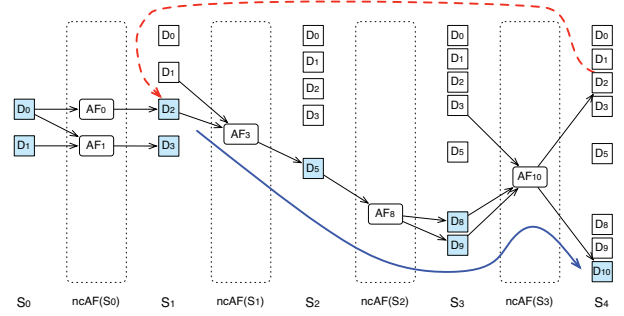 D0 D0 D0 D0
D1 D1 D1 D1
D2 D2 D2
D0 AF0 D2 D3 D3 D3
AF3 
D1 AF1 D3 D5 D5
D5 AF10
AF8 D8 D8
D9 D9
D10
S0 ncAF(S0) S1 ncAF(S1) S2 ncAF(S2) S3 ncAF(S3) S4